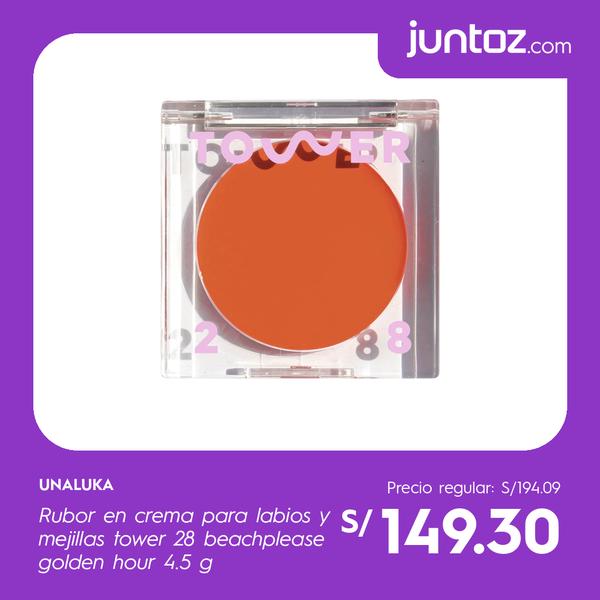 juntoz.com
TOWER
2 8
UNALUKA
Precio regular: S/194.09
Rubor en crema para labios y
mejillas tower 28 beachplease
golden hour 4.5 g
S/149.30